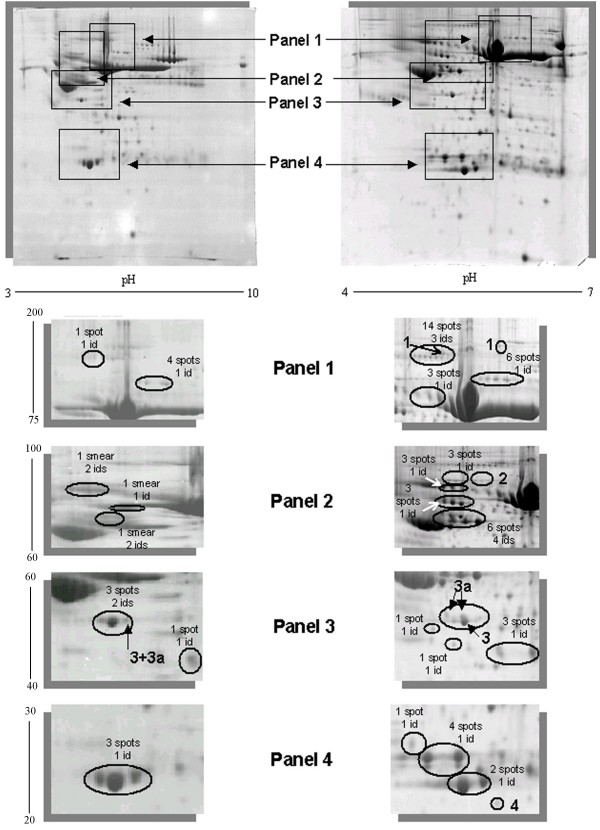 Panel 1
Panel 2
Panel 3
Panel 4
pH
3 10
pH
4 7
200
75
1 spot
1 id
4 spots
1 id
Panel 1
14 spots
3 ids
1
1
6 spots
1 id
3 spots
1 id
100
60
1 smear
2 ids
1 smear
1 id
1 smear
2 ids
Panel 2
3 spots
1 id
3 spots
1 id
2
3
spots
1 id
6 spots
4 ids
60
40
3 spots
2 ids
3+3a
1 spot
1 id
Panel 3
3a
1 spot
1 id
3
3 spots
1 id
1 spot
1 id
30
20
3 spots
1 id
Panel 4
1 spot
1 id
4 spots
1 id
2 spots
1 id
4